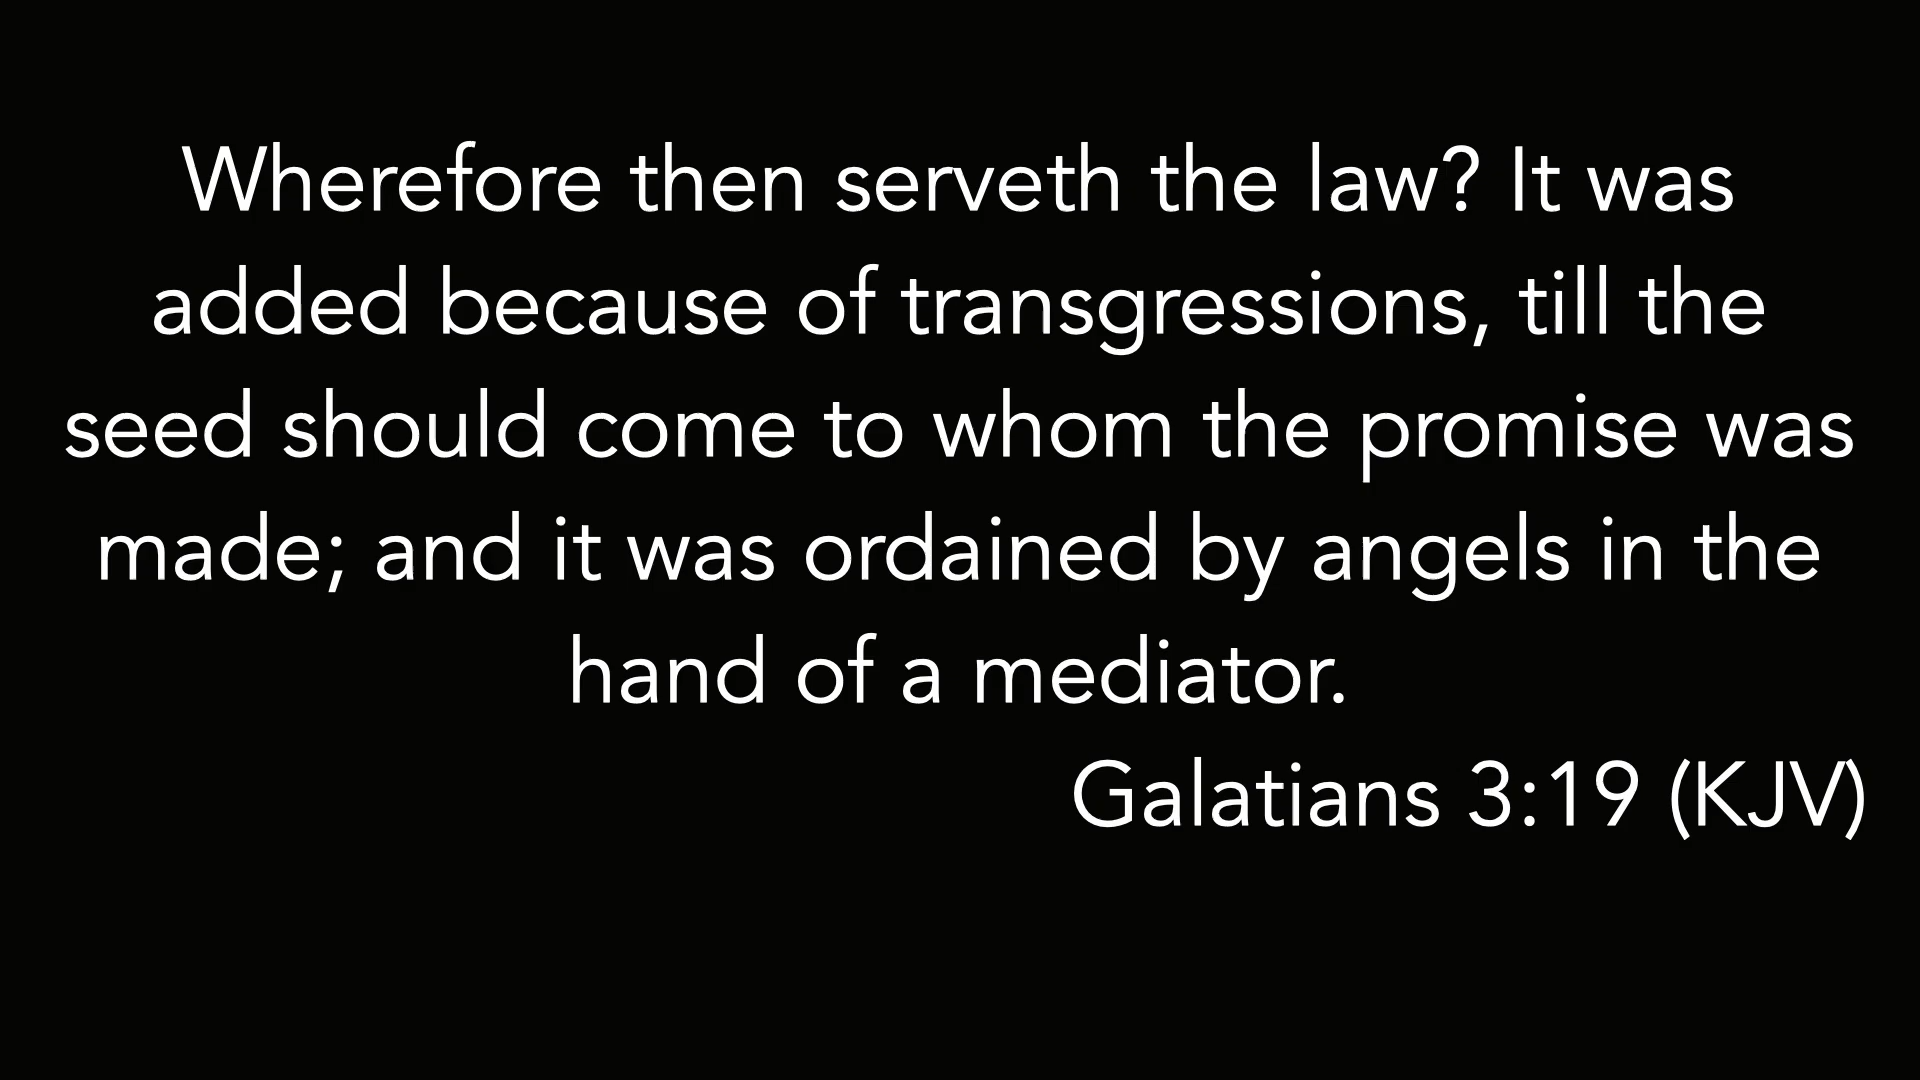 Wherefore then serveth the law? It was
added because of transgressions, till the
seed should come to whom the promise was
made; and it was ordained by angels in the
hand of a mediator.
Galatians 3:19 (KJV)